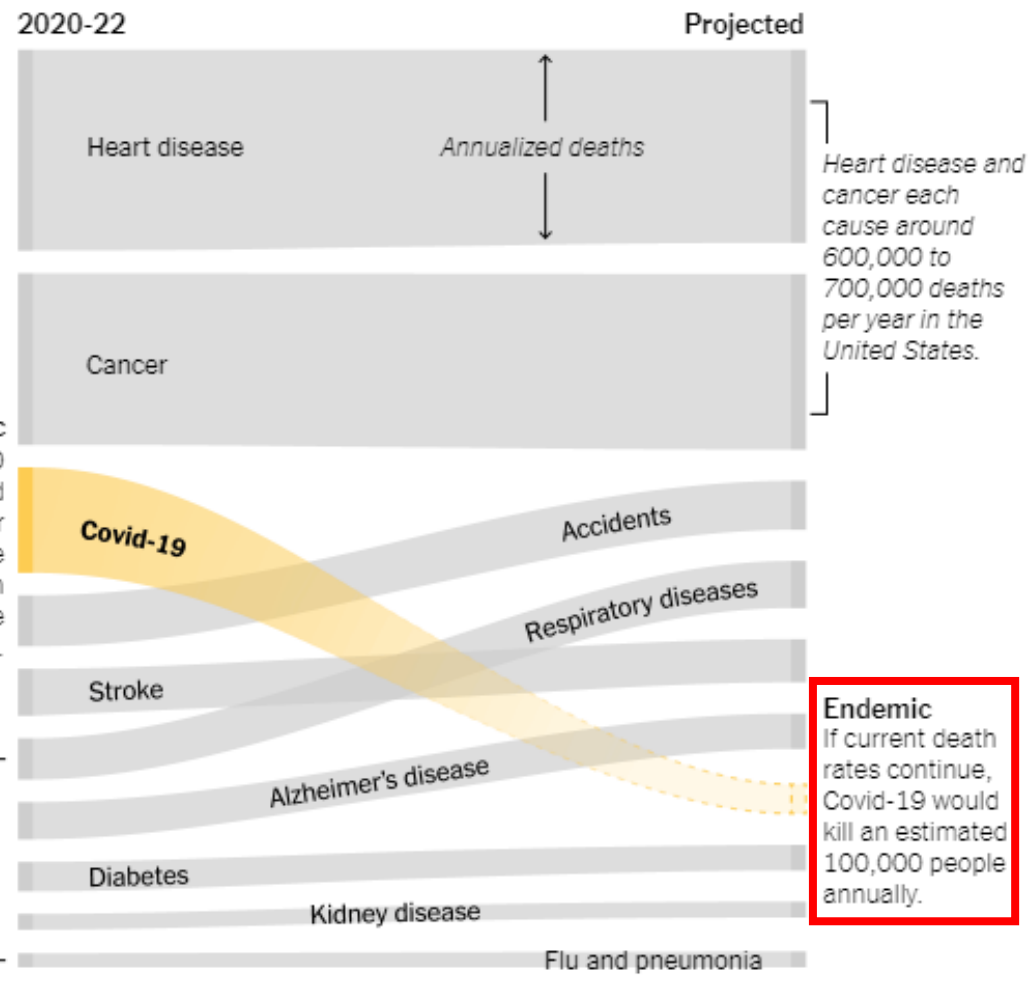 2020-22
Projected
Heart disease
Annualized deaths
Heart disease and
cancer each
cause around
600,000 to
700,000 deaths
per year in the
United States.
Cancer
Covid-19
Accidents
Respiratory diseases
Stroke
Alzheimer's disease
Endemic
If current death
rates continue,
Covid-19 would
kill an estimated
100,000 people
annually.
Diabetes
Kidney disease
Flu and pneumonia